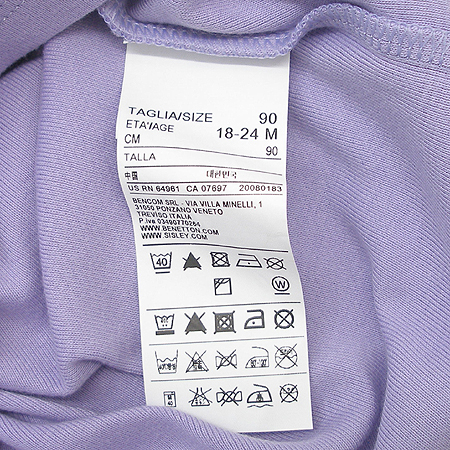 TAGLIA/SIZE 90
ETA'/AGE 18-24 M
CM 90
TALLA
中国 대한민국
US RN 64961 CA 07697 20080183
BENCOM SRL - VIA VILLA MINELLI, 1
31050 PONZANO VENETO
TREVISO ITALIA
P.iva 03490770264
WWW.BENETTON.COM
WWW.SISLEY.COM
40
W